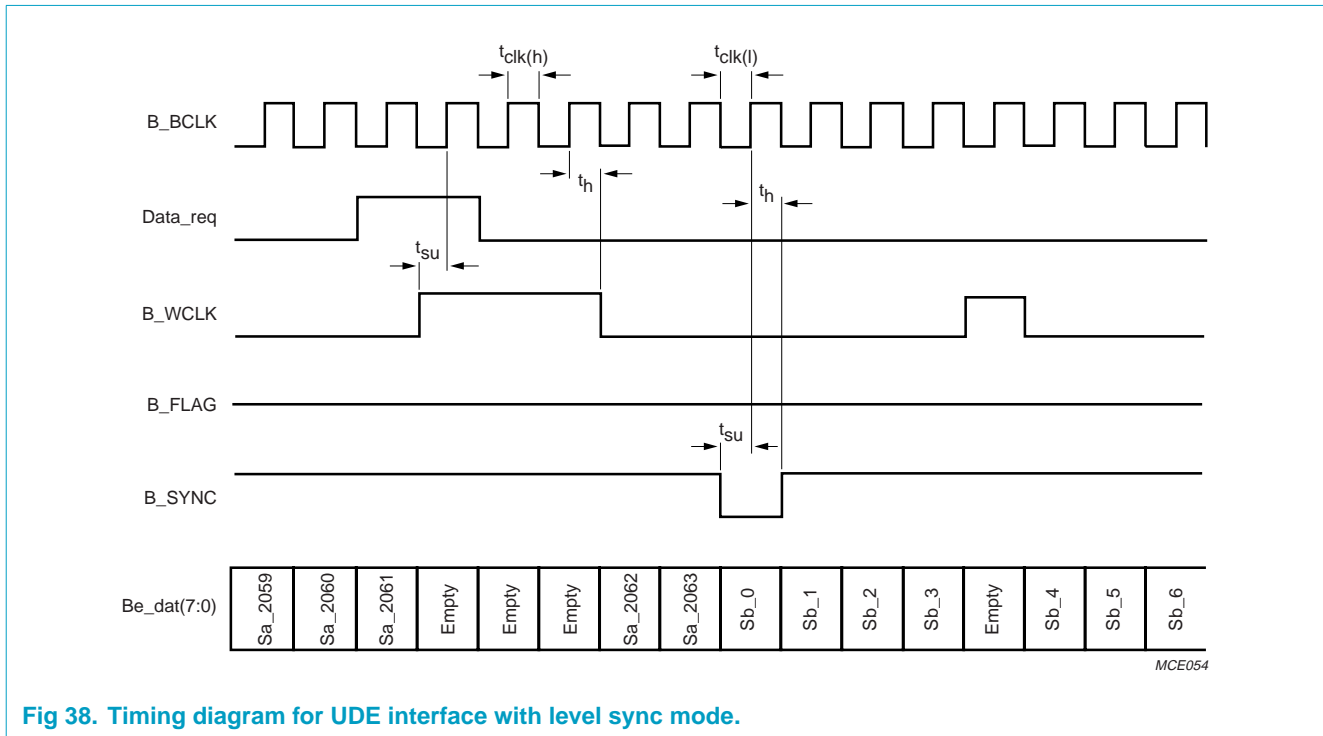 tclk(h)
tclk(l)
B_BCLK
th
th
Data_req
tsu
B_WCLK
B_FLAG
tsu
B_SYNC
Be_dat(7:0)
Sa_2059
Sa_2060
Sa_2061
Empty
Empty
Empty
Sa_2062
Sa_2063
Sb_0
Sb_1
Sb_2
Sb_3
Empty
Sb_4
Sb_5
Sb_6
MCE054
Fig 38. Timing diagram for UDE interface with level sync mode.